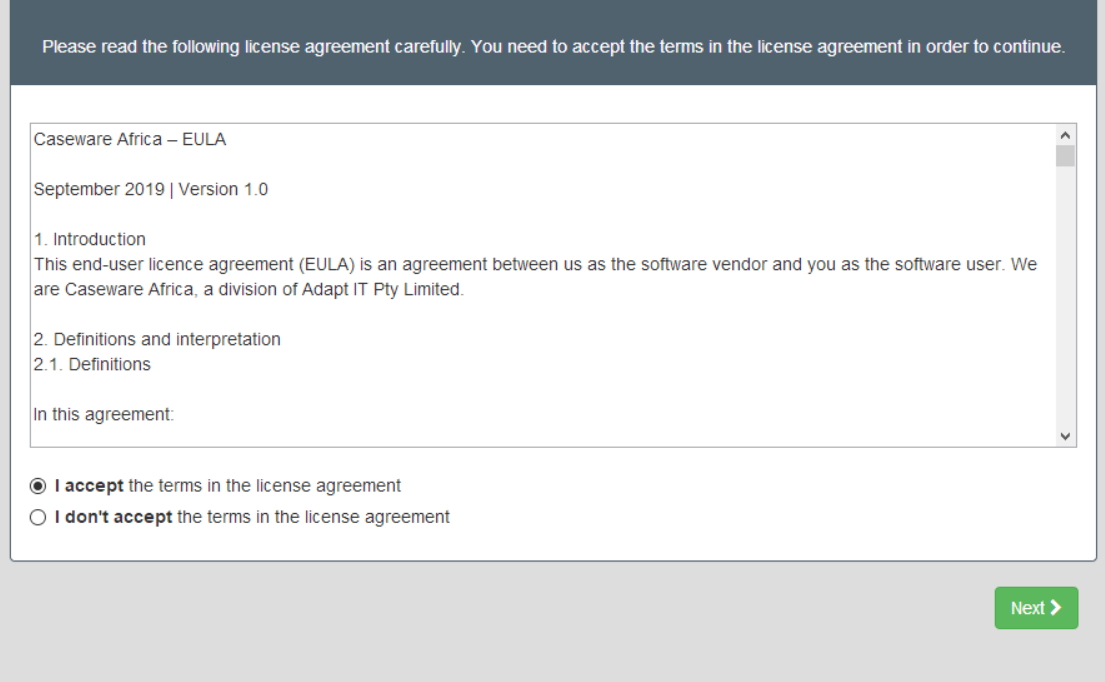 Please read the following license agreement carefully. You need to accept the terms in the license agreement in order to continue.
Caseware Africa – EULA
September 2019 | Version 1.0
1. Introduction
This end-user licence agreement (EULA) is an agreement between us as the software vendor and you as the software user. We
are Caseware Africa, a division of Adapt IT Pty Limited.
2. Definitions and interpretation
2.1. Definitions
In this agreement:
I accept the terms in the license agreement
I don't accept the terms in the license agreement
Next